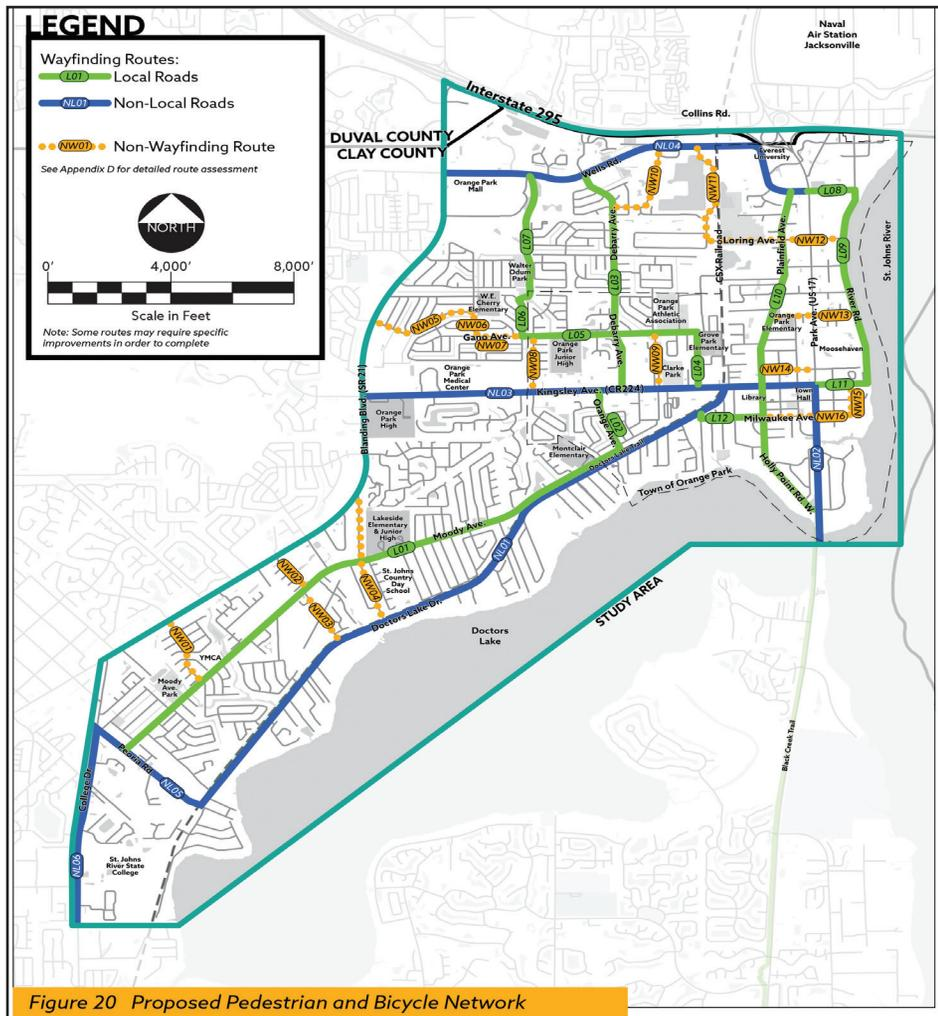 LEGEND
Wayfinding Routes:
L01 Local Roads
NL01 Non-Local Roads
NW01 Non-Wayfinding Route
See Appendix D for detailed route assessment
NORTH
0' 4,000' 8,000'
Scale in Feet
Note: Some routes may require specific
improvements in order to complete
Naval
Air Station
Jacksonville
Interstate 295
Collins Rd.
DUVAL COUNTY
CLAY COUNTY
Everest
University
NL04
Wells Rd.
Orange Park
Mall
NW10
NW11
L08
L07
Debarry Ave.
CSX Railroad
Loring Ave.
NW12
Plainfield Ave.
L09
St. Johns River
Walter
Odum
Park
L03
L10
Park Ave. (US 17)
River Rd.
W.E.
Cherry
Elementary
Orange
Park
Athletic
Association
NW05
NW06
L06
Gano Ave.
NW07
L05
Debarry Ave.
Orange
Park
Elementary
NW13
Grove
Park
Elementary
Moosehaven
Orange
Park
Junior
High
NW08
NW09
Clarke
Park
L04
NW14
Orange
Park
Medical
Center
NL03
Kingsley Ave. (CR224)
Blanding Blvd. (SR 21)
Library
Town
Hall
L11
NW15
Orange
Park
High
Orange Ave.
L02
L12
Milwaukee Ave.
NW16
Montclair
Elementary
Doctors Lake Trail
Town of Orange Park
Holly Point Rd. W.
NL02
Lakeside
Elementary
& Junior
High
L01
Moody Ave.
NL01
NW02
NW03
NW04
St. Johns
Country
Day
School
Doctors Lake Dr.
Doctors
Lake
STUDY AREA
NW01
YMCA
Moody
Ave.
Park
Peoria Rd.
NL05
College Dr.
NL06
St. Johns
River State
College
Black Creek Trail
Figure 20 Proposed Pedestrian and Bicycle Network